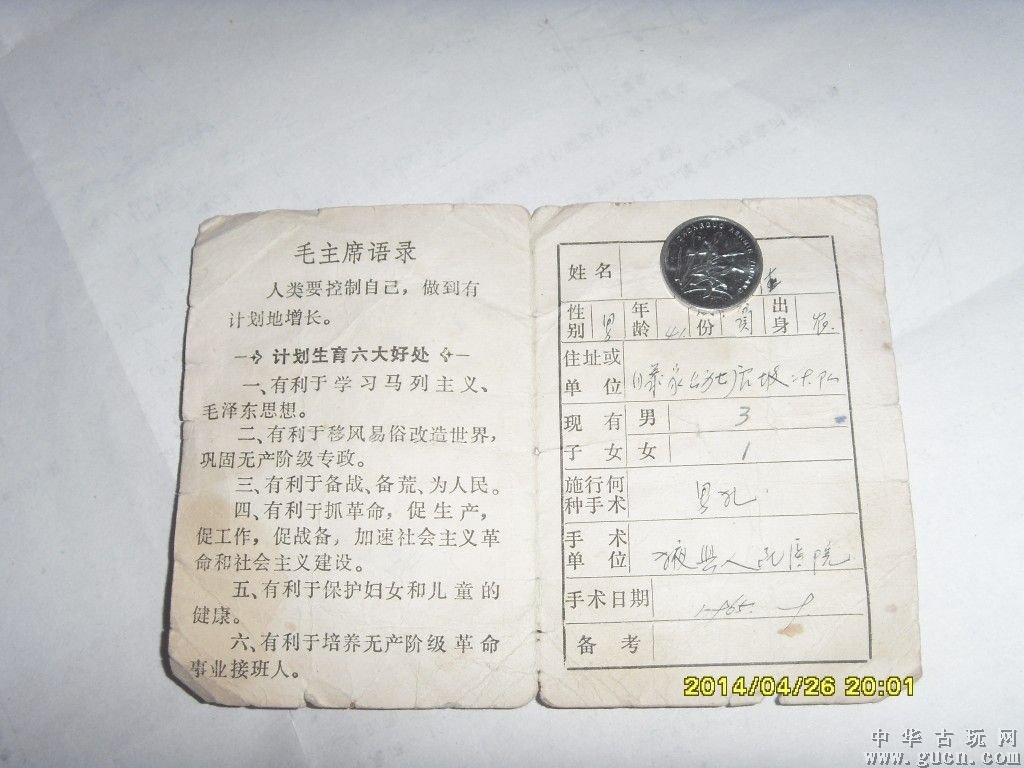 毛主席语录
人类要控制自己，做到有
计划地增长。
计划生育六大好处
一、有利于学习马列主义、
毛泽东思想。
二、有利于移风易俗改造世界，
巩固无产阶级专政。
三、有利于备战、备荒、为人民。
四、有利于抓革命，促生产，
促工作，促战备，加速社会主义革
命和社会主义建设。
五、有利于保护妇女和儿童的
健康。
六、有利于培养无产阶级革命
事业接班人。
姓名
性别 男 年龄 41 份 出身
住址或单位
现有子女 男 3
女 1
施行何种手术
手术单位 掖县人民医院
手术日期
备考
2014/04/26 20:01
中华古玩网
www.gucn.com